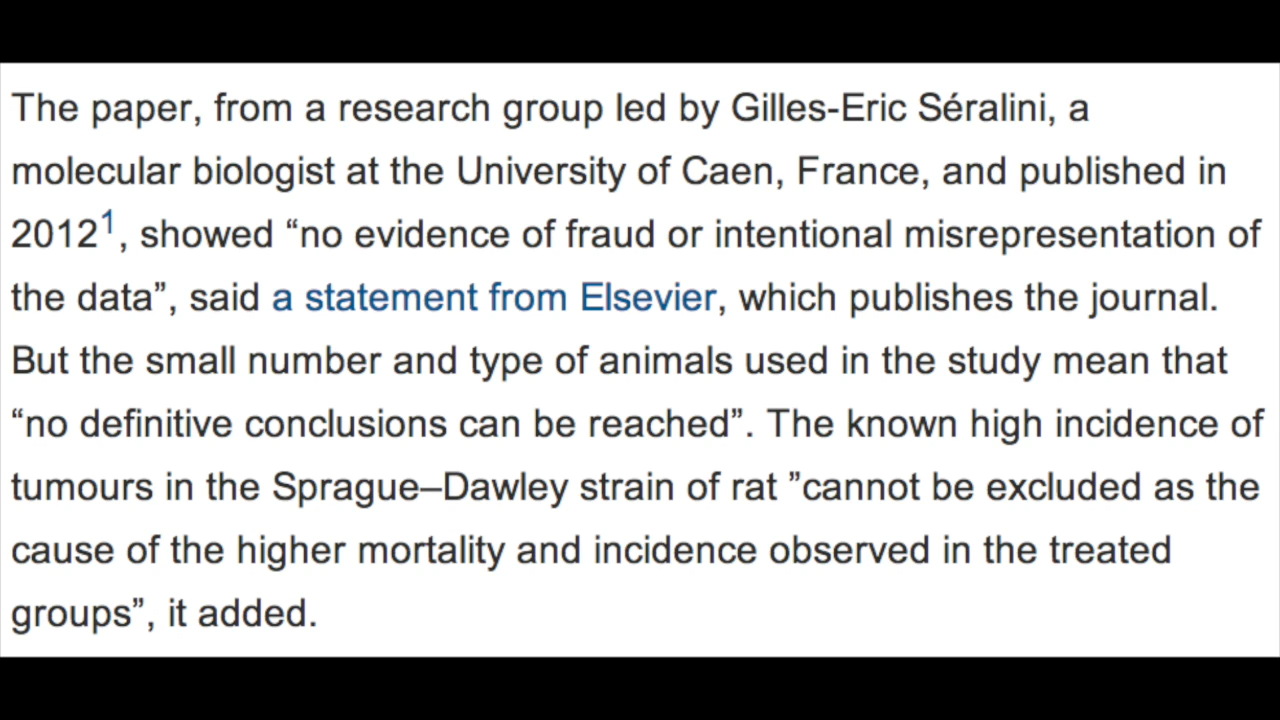 The paper, from a research group led by Gilles-Eric Séralini, a
molecular biologist at the University of Caen, France, and published in
2012¹, showed “no evidence of fraud or intentional misrepresentation of
the data”, said a statement from Elsevier, which publishes the journal.
But the small number and type of animals used in the study mean that
“no definitive conclusions can be reached”. The known high incidence of
tumours in the Sprague–Dawley strain of rat ”cannot be excluded as the
cause of the higher mortality and incidence observed in the treated
groups”, it added.